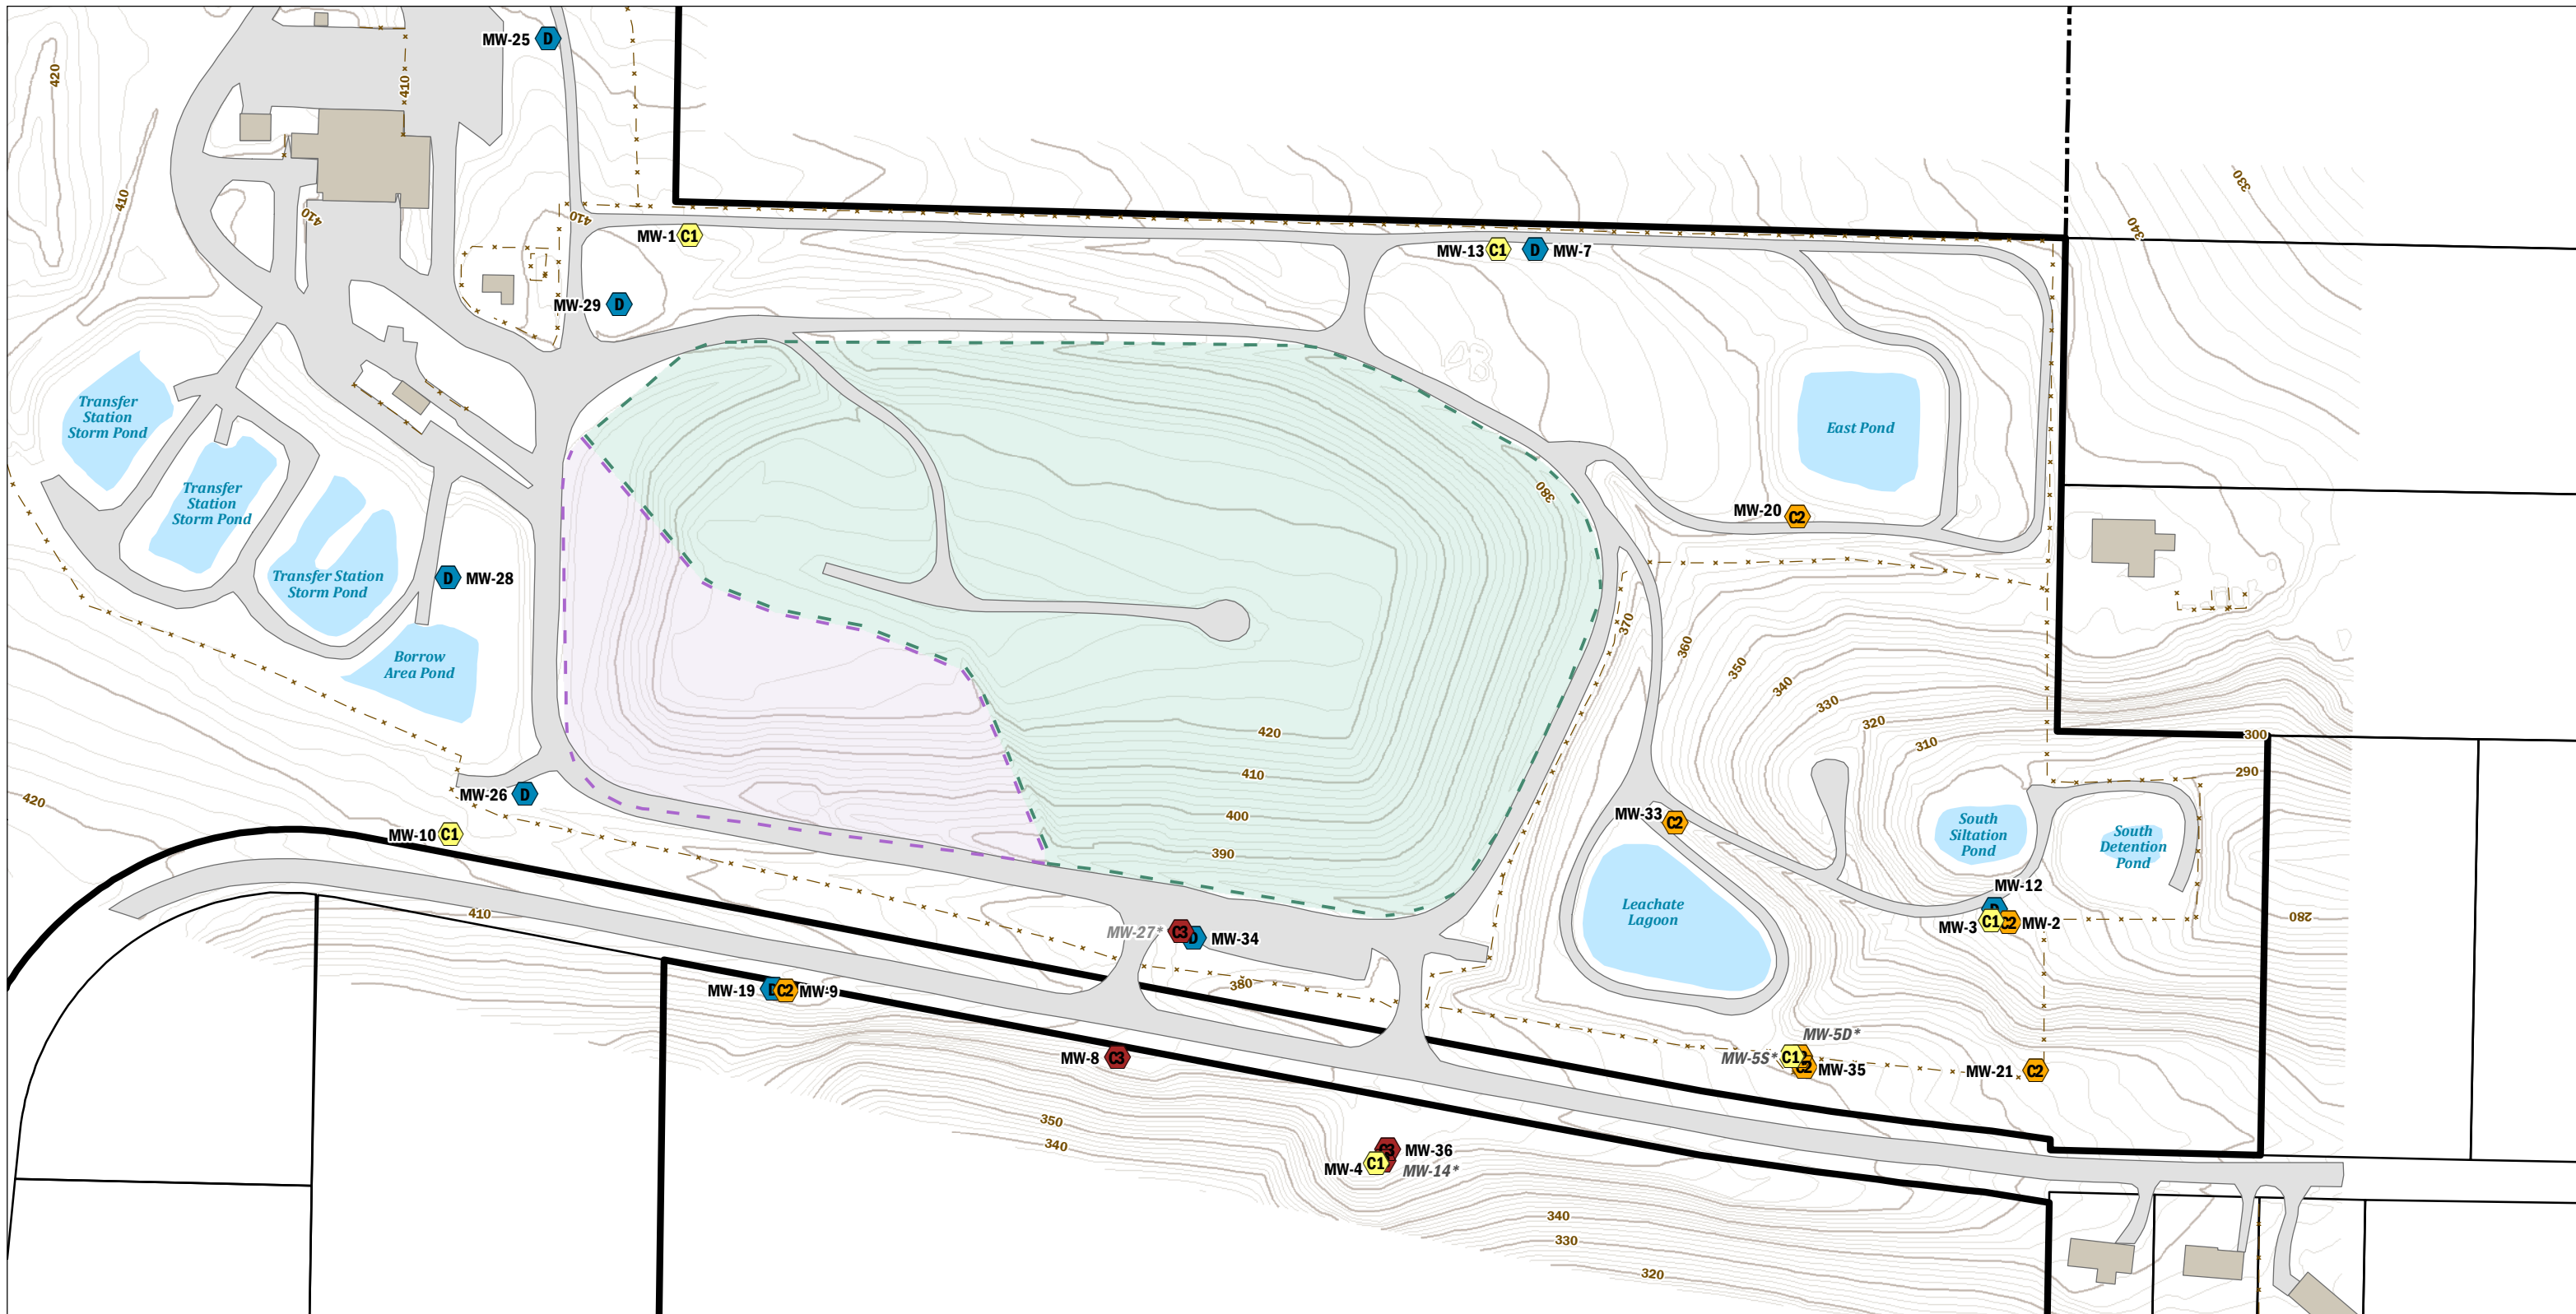 MW-25 D
420
410
410
330
340
410
410
MW-1 C1
MW-13 C1 D MW-7
MW-29 D
Transfer
Station
Storm Pond
East Pond
380
Transfer
Station
Storm Pond
MW-20 C2
D MW-28
Transfer Station
Storm Pond
370
360
350
340
330
320
310
Borrow
Area Pond
420
410
400
390
300
290
280
MW-26 D
420
MW-10 C1
MW-33 C2
South
Siltation
Pond
South
Detention
Pond
MW-12
D
MW-3 C1 C2 MW-2
Leachate
Lagoon
410
MW-27* C3 D MW-34
380
MW-19 D C2 MW-9
MW-8 C3
MW-5D*
MW-5S* C1 2
C2 MW-35
MW-21 C2
350
340
C3 MW-36
MW-4 C1 MW-14*
340
330
320